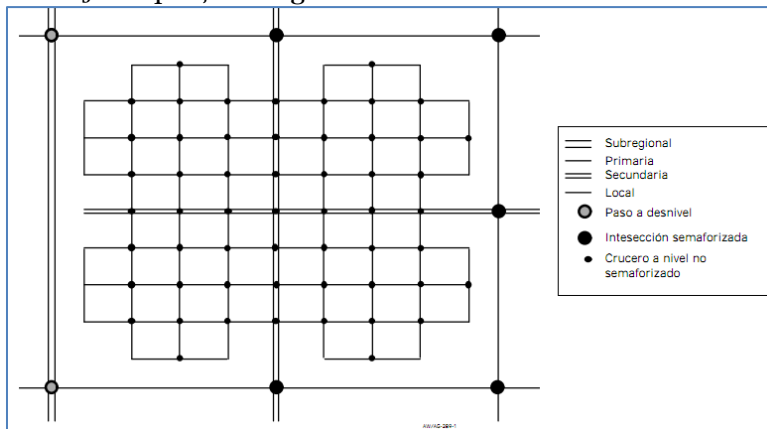 Subregional
Primaria
Secundaria
Local
Paso a desnivel
Intesección semaforizada
Crucero a nivel no
semaforizado